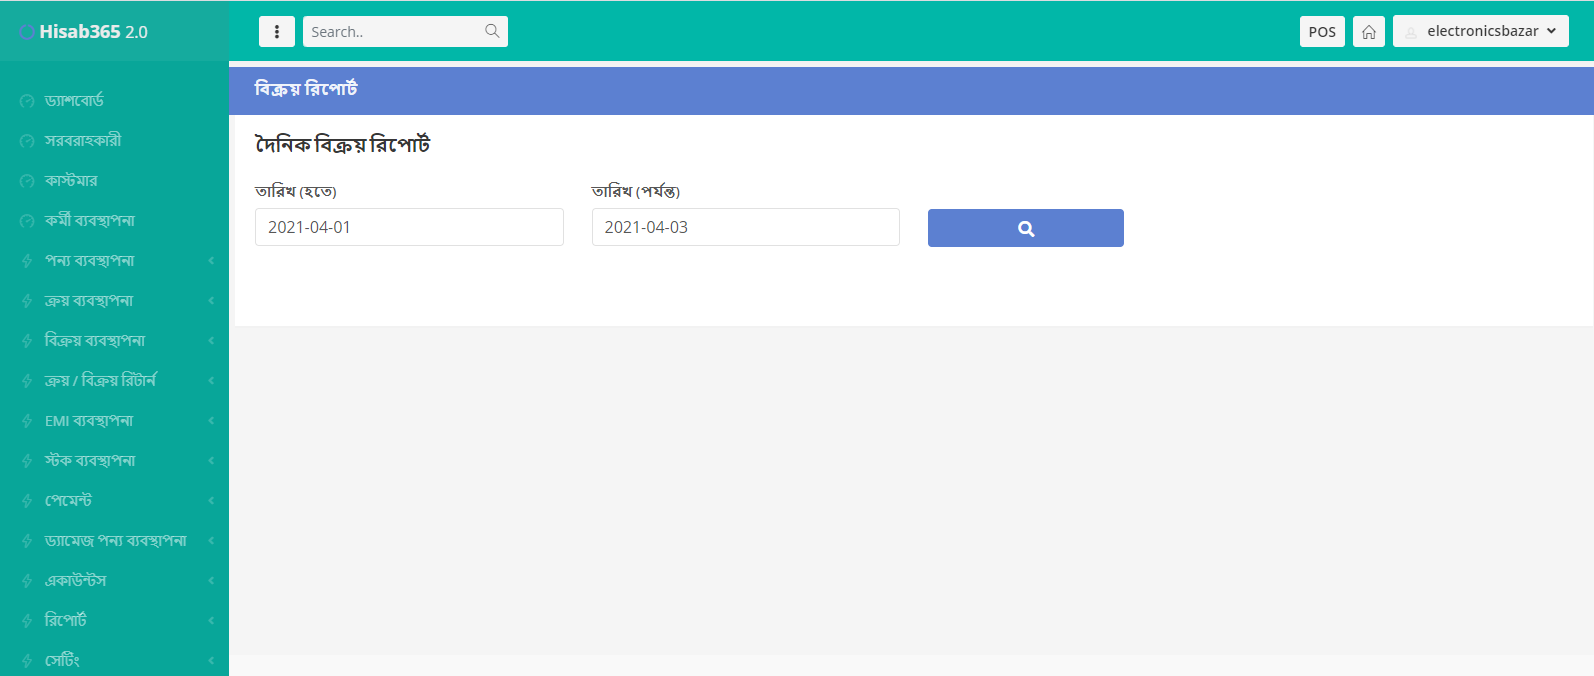 Hisab365 2.0
Search..
POS
electronicsbazar
ড্যাশবোর্ড
সরবরাহকারী
কাস্টমার
কর্মী ব্যবস্থাপনা
পন্য ব্যবস্থাপনা
ক্রয় ব্যবস্থাপনা
বিক্রয় ব্যবস্থাপনা
ক্রয় / বিক্রয় রিটার্ন
EMI ব্যবস্থাপনা
স্টক ব্যবস্থাপনা
পেমেন্ট
ড্যামেজ পন্য ব্যবস্থাপনা
একাউন্টস
রিপোর্ট
সেটিং
বিক্রয় রিপোর্ট
দৈনিক বিক্রয় রিপোর্ট
তারিখ (হতে)
তারিখ (পর্যন্ত)
2021-04-01
2021-04-03